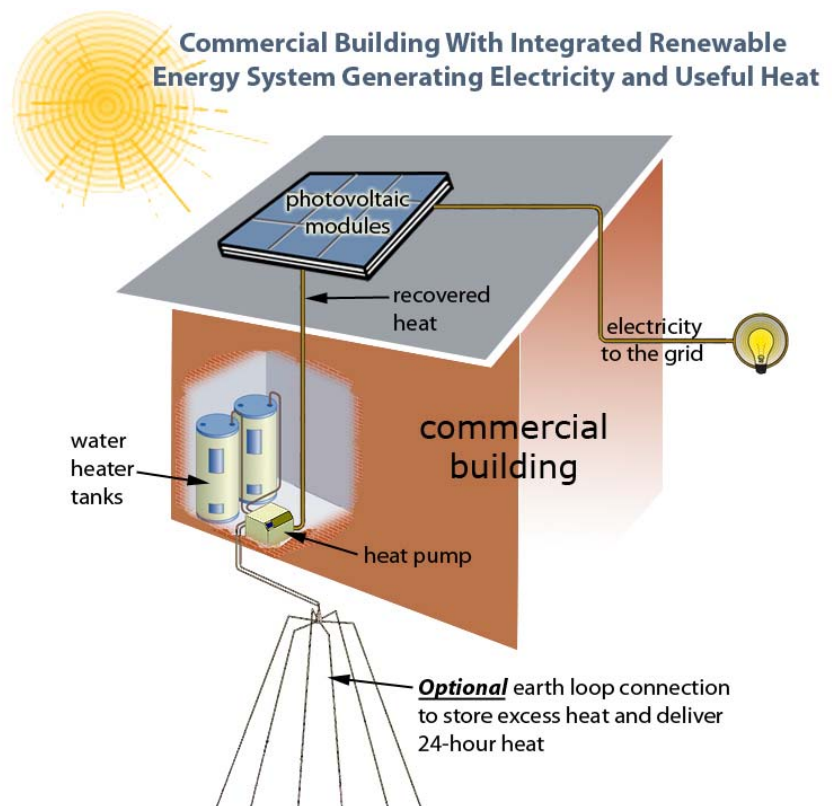 Commercial Building With Integrated Renewable
Energy System Generating Electricity and Useful Heat
photovoltaic
modules
recovered
heat
electricity
to the grid
water
heater
tanks
commercial
building
heat pump
Optional earth loop connection
to store excess heat and deliver
24-hour heat